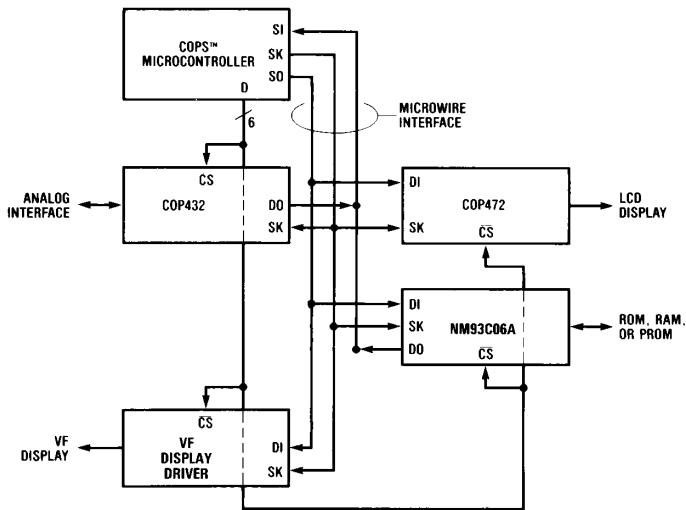 COPS™
MICROCONTROLLER
SI
SK
SO
D
6
MICROWIRE
INTERFACE
CS
ANALOG
INTERFACE
COP432
DO
SK
DI
COP472
SK
CS
LCD
DISPLAY
DI
SK
NM93C06A
DO
CS
ROM, RAM,
OR PROM
CS
VF
DISPLAY
VF
DISPLAY
DRIVER
DI
SK